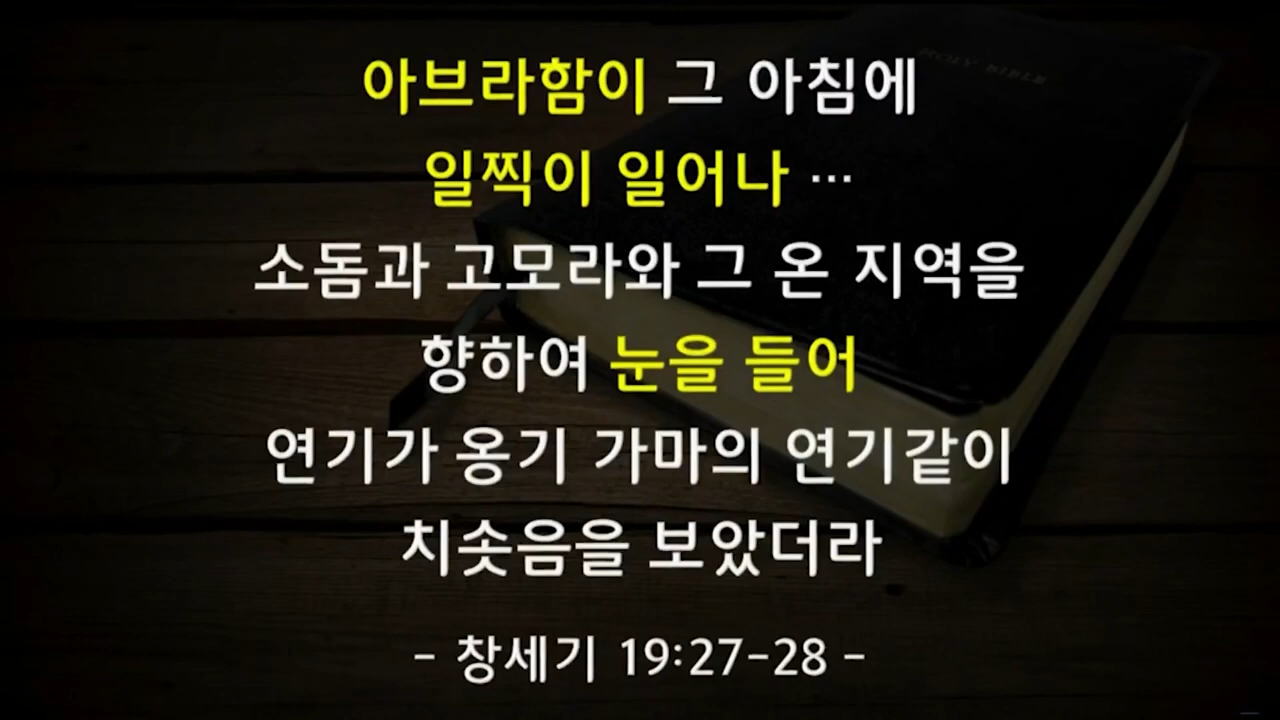 HOLY BIBLE
아브라함이 그 아침에
일찍이 일어나 …
소돔과 고모라와 그 온 지역을
향하여 눈을 들어
연기가 옹기 가마의 연기같이
치솟음을 보았더라
- 창세기 19:27-28 -